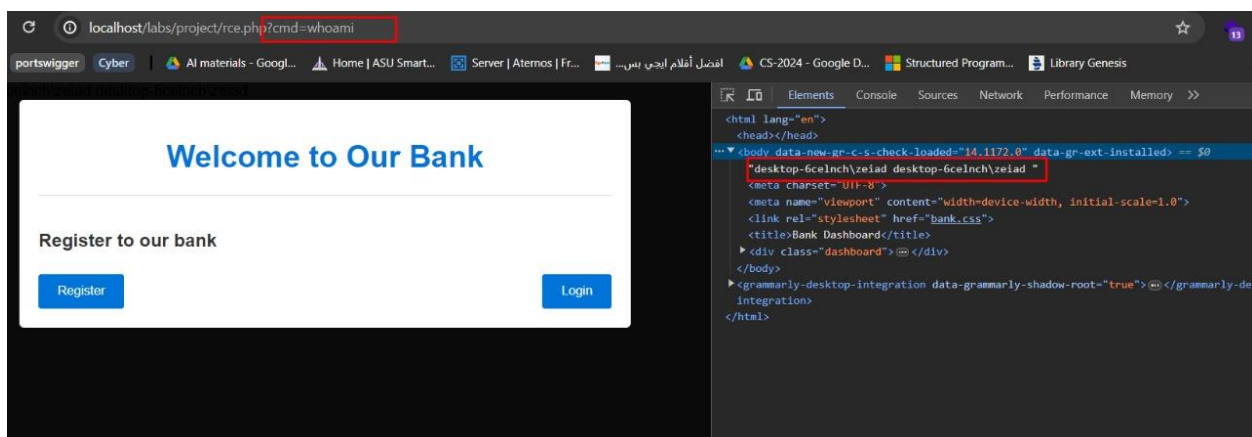 localhost/labs/project/rce.php?cmd=whoami
13
portswigger Cyber AI materials - Googl... Home | ASU Smart... Server | Aternos | Fr... افضل أفلام ايجي بس... CS-2024 - Google D... Structured Program... Library Genesis
Elements Console Sources Network Performance Memory
<html lang="en">
<head></head>
<body data-new-gr-c-s-check-loaded="14.1172.0" data-gr-ext-installed> == $0
"desktop-6celnch\zeiad desktop-6celnch\zeiad "
<meta charset="UTF-8">
<meta name="viewport" content="width=device-width, initial-scale=1.0">
<link rel="stylesheet" href="bank.css">
<title>Bank Dashboard</title>
<div class="dashboard"> ... </div>
</body>
<grammarly-desktop-integration data-grammarly-shadow-root="true"> ... </grammarly-de
integration>
</html>
Welcome to Our Bank
Register to our bank
Register
Login